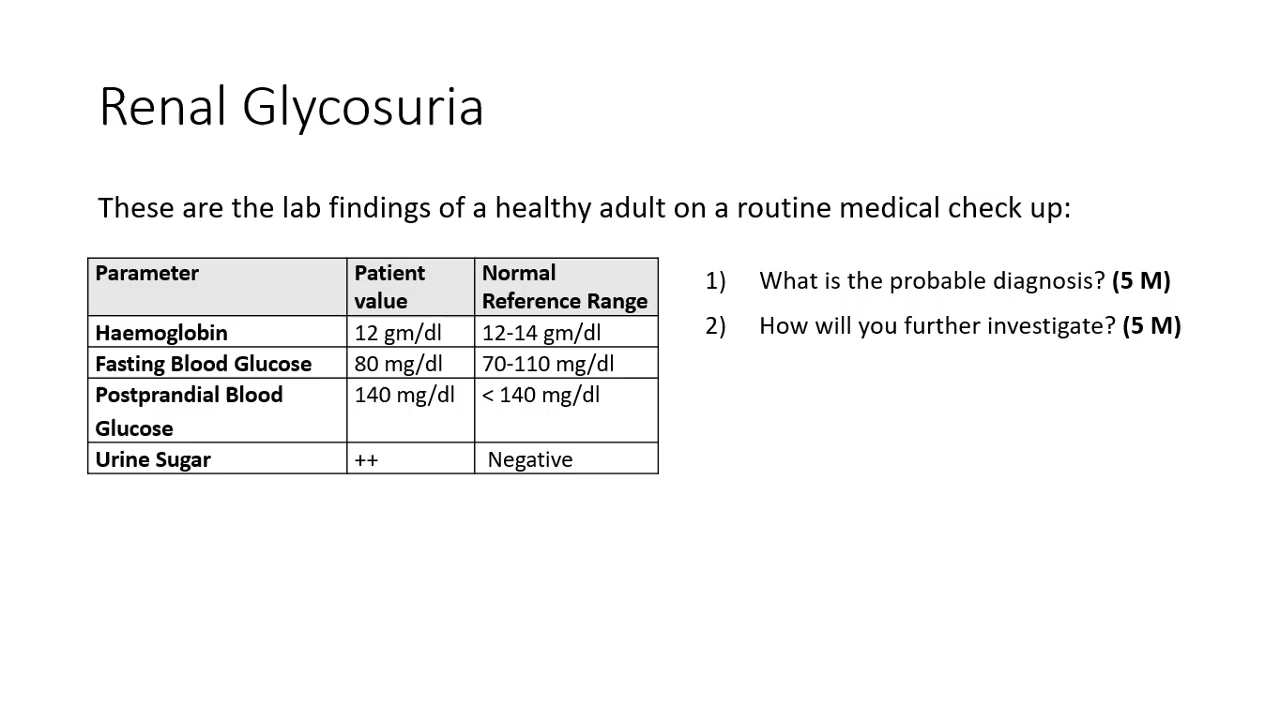 Renal Glycosuria
These are the lab findings of a healthy adult on a routine medical check up:
Parameter Patient value Normal Reference Range
Haemoglobin 12 gm/dl 12-14 gm/dl
Fasting Blood Glucose 80 mg/dl 70-110 mg/dl
Postprandial Blood Glucose 140 mg/dl < 140 mg/dl
Urine Sugar ++ Negative
1) What is the probable diagnosis? (5 M)
2) How will you further investigate? (5 M)